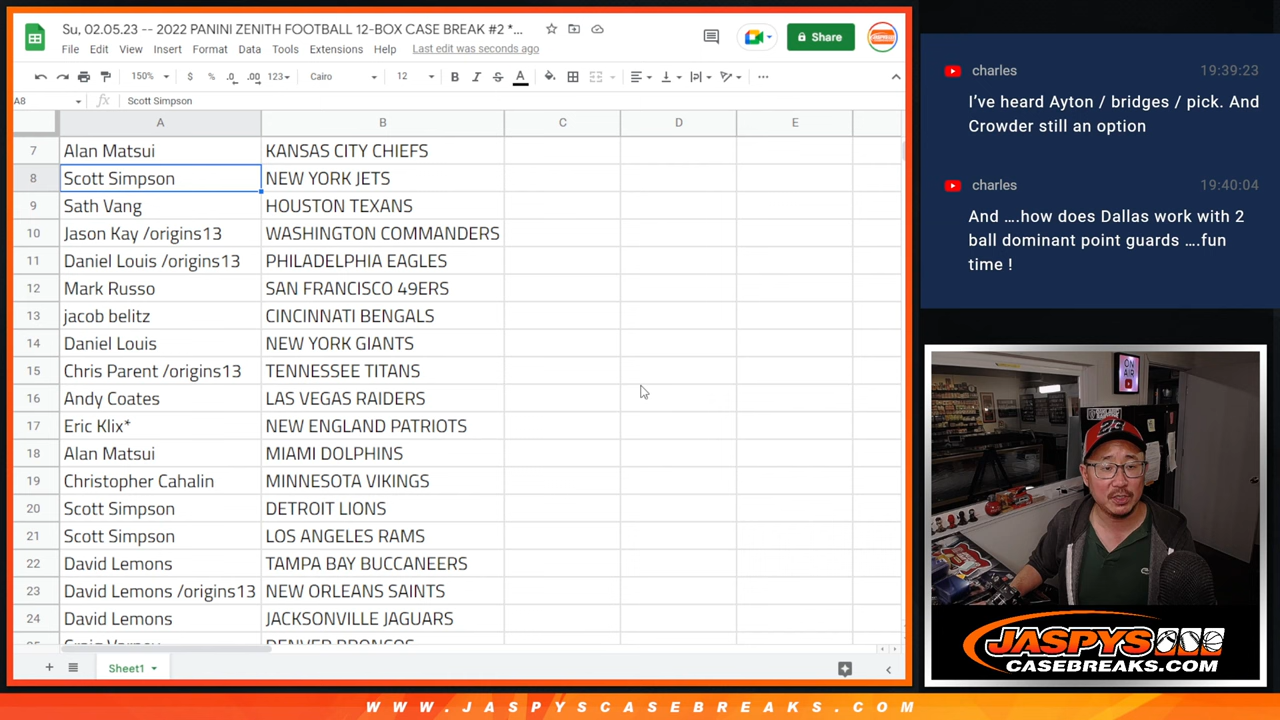 Su, 02.05.23 -- 2022 PANINI ZENITH FOOTBALL 12-BOX CASE BREAK #2 *...
File Edit View Insert Format Data Tools Extensions Help Last edit was seconds ago
Share
150% $ % .0 .00 123 Cairo 12 B I S A
A8 fx Scott Simpson
A B C D E
7 Alan Matsui KANSAS CITY CHIEFS
8 Scott Simpson NEW YORK JETS
9 Sath Vang HOUSTON TEXANS
10 Jason Kay /origins13 WASHINGTON COMMANDERS
11 Daniel Louis /origins13 PHILADELPHIA EAGLES
12 Mark Russo SAN FRANCISCO 49ERS
13 jacob belitz CINCINNATI BENGALS
14 Daniel Louis NEW YORK GIANTS
15 Chris Parent /origins13 TENNESSEE TITANS
16 Andy Coates LAS VEGAS RAIDERS
17 Eric Klix* NEW ENGLAND PATRIOTS
18 Alan Matsui MIAMI DOLPHINS
19 Christopher Cahalin MINNESOTA VIKINGS
20 Scott Simpson DETROIT LIONS
21 Scott Simpson LOS ANGELES RAMS
22 David Lemons TAMPA BAY BUCCANEERS
23 David Lemons /origins13 NEW ORLEANS SAINTS
24 David Lemons JACKSONVILLE JAGUARS
Sheet1
charles 19:39:23
I've heard Ayton / bridges / pick. And
Crowder still an option
charles 19:40:04
And ….how does Dallas work with 2
ball dominant point guards ….fun
time !
ON
AIR
JASPYS
CASEBREAKS.COM
WWW.JASPYSCASEBREAKS.COM